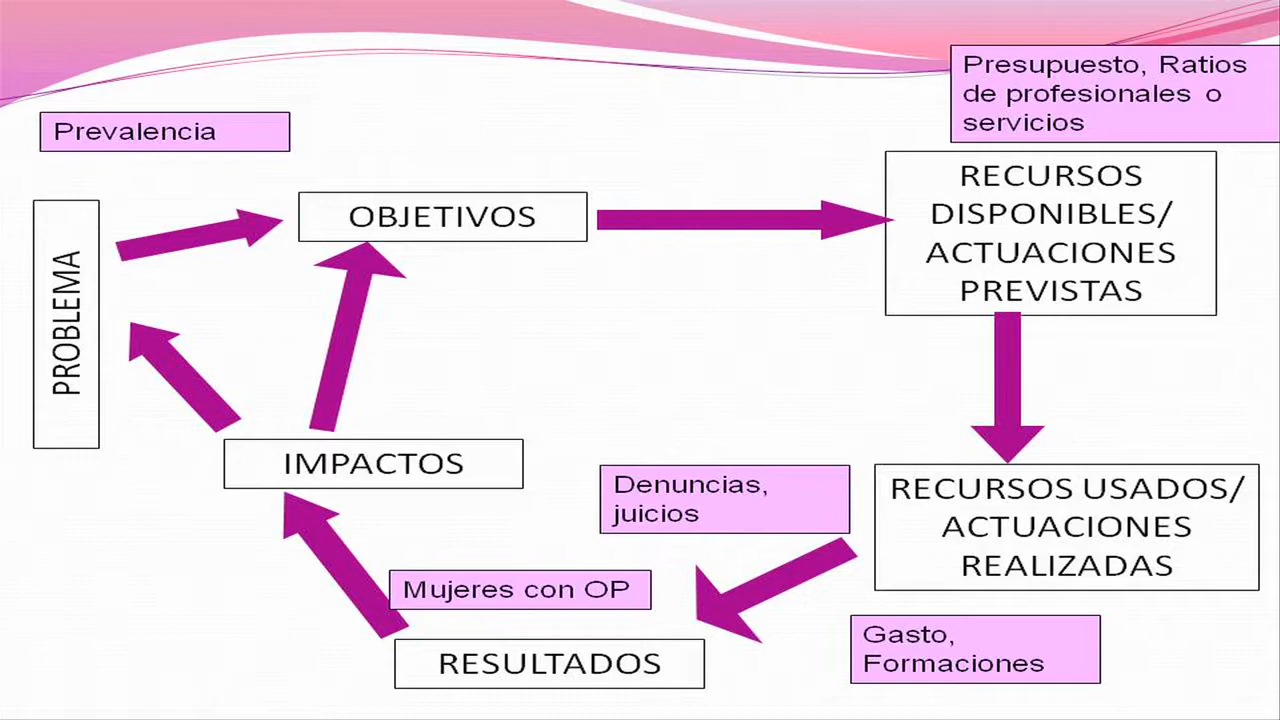 Presupuesto, Ratios
de profesionales o
servicios
Prevalencia
PROBLEMA
OBJETIVOS
RECURSOS
DISPONIBLES/
ACTUACIONES
PREVISTAS
IMPACTOS
Denuncias,
juicios
RECURSOS USADOS/
ACTUACIONES
REALIZADAS
Mujeres con OP
Gasto,
Formaciones
RESULTADOS